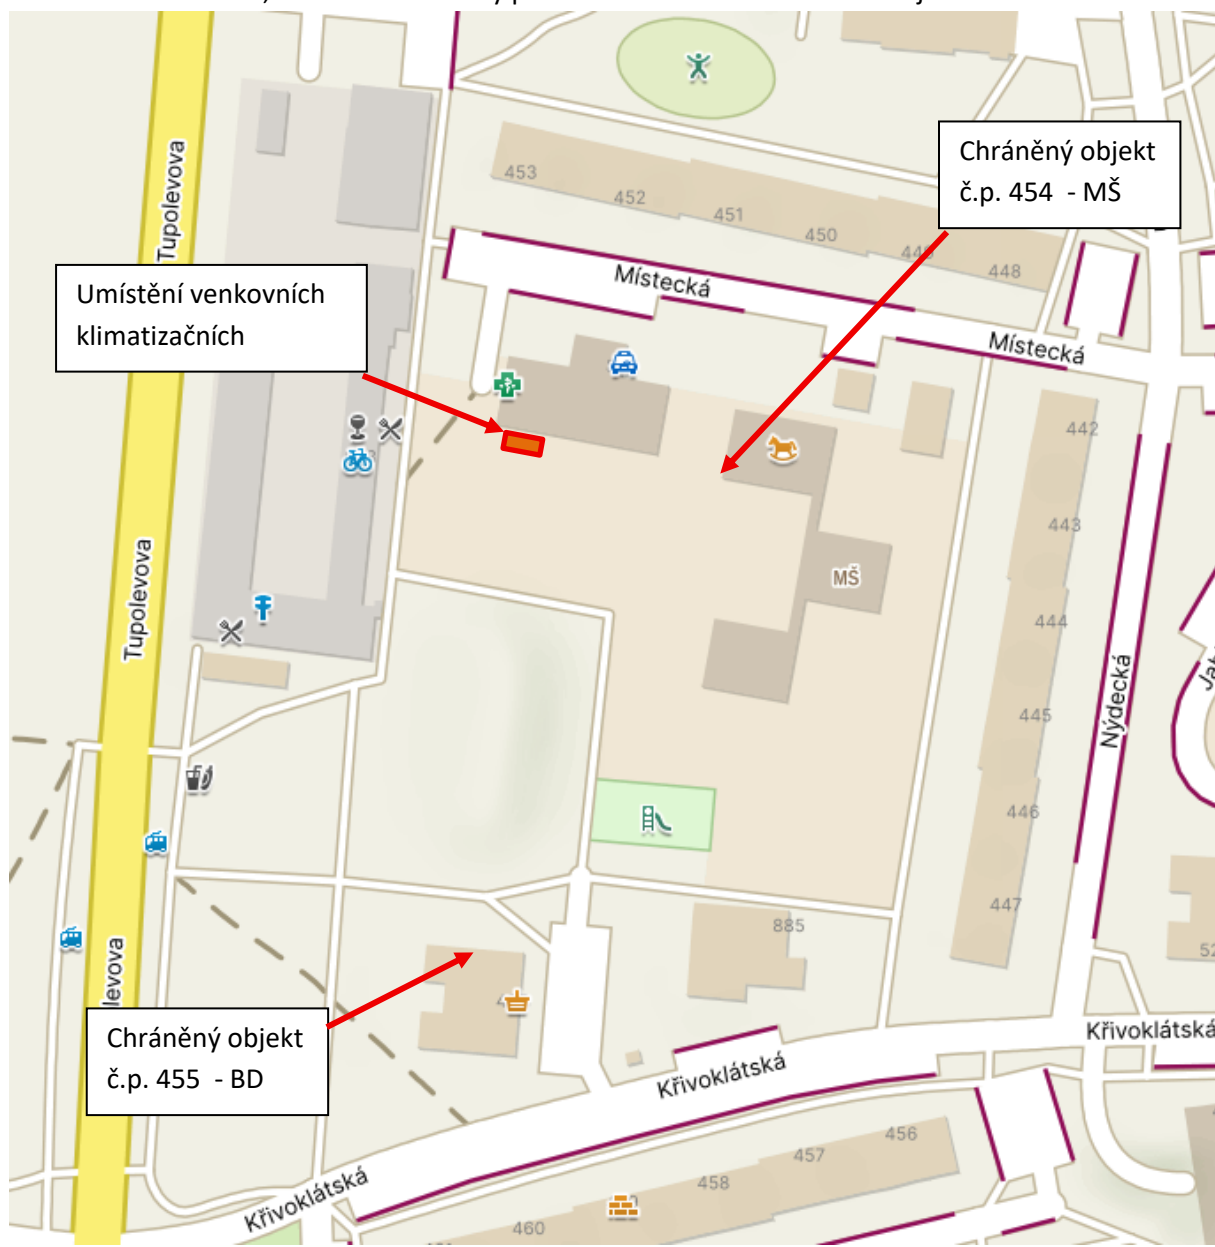 453
452
451
450
449
448
Chráněný objekt
č.p. 454 - MŠ
Tupolevova
Místecká
Místecká
Umístění venkovních
klimatizačních
442
443
444
445
446
447
MŠ
Tupolevova
Nýdecká
885
levova
Chráněný objekt
č.p. 455 - BD
Křivoklátská
Křivoklátská
Křivoklátská
456
457
458
460